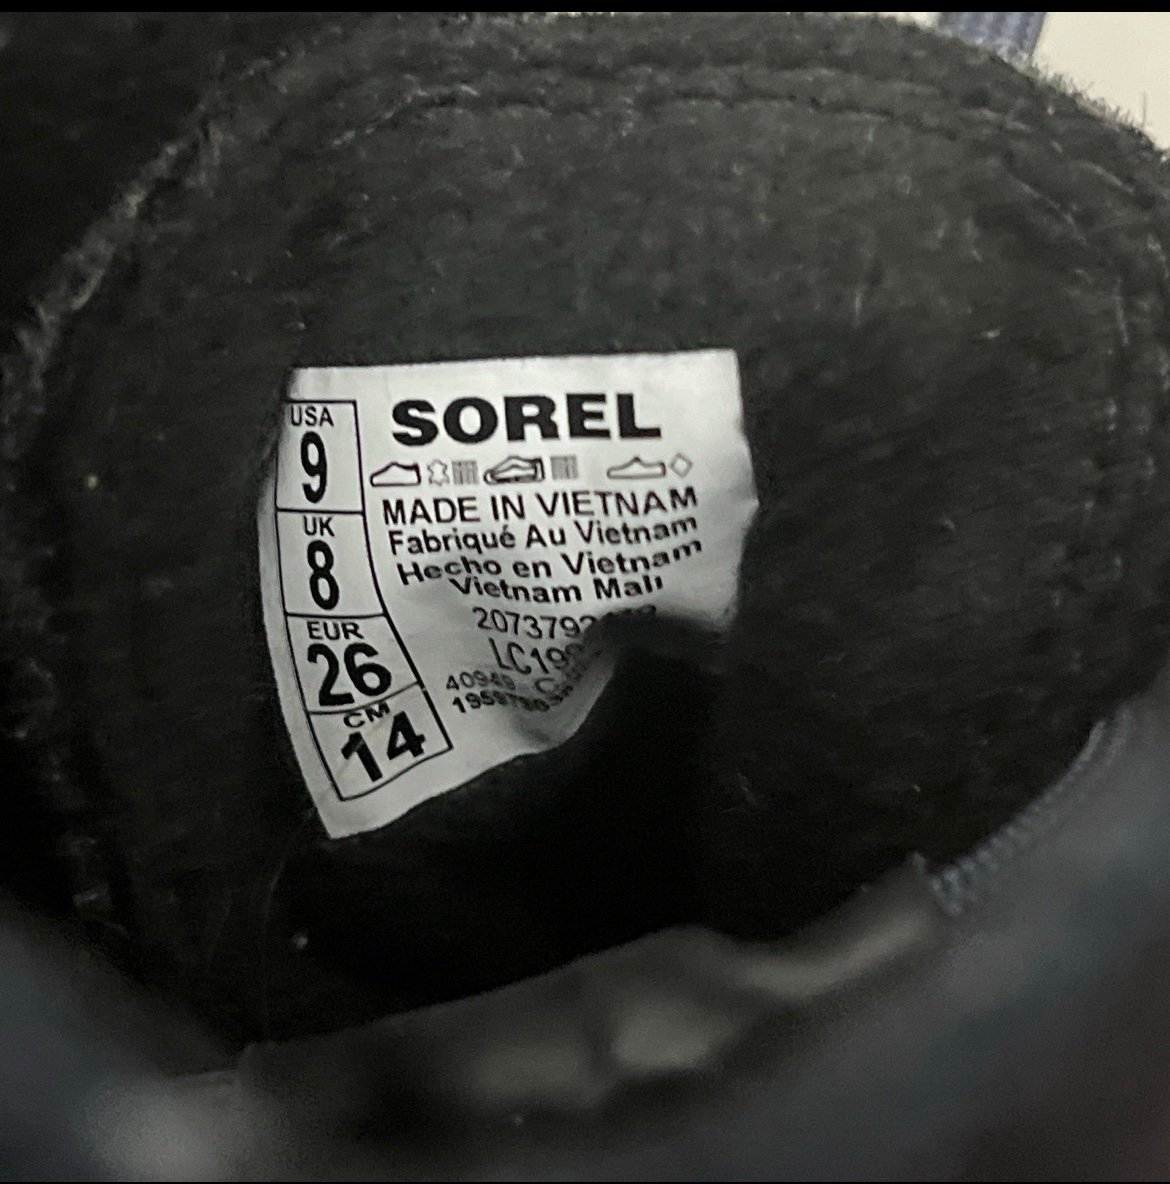 SOREL
USA
9
UK
8
EUR
26
CM
14
MADE IN VIETNAM
Fabriqué Au Vietnam
Hecho en Vietnam
Vietnam Malı